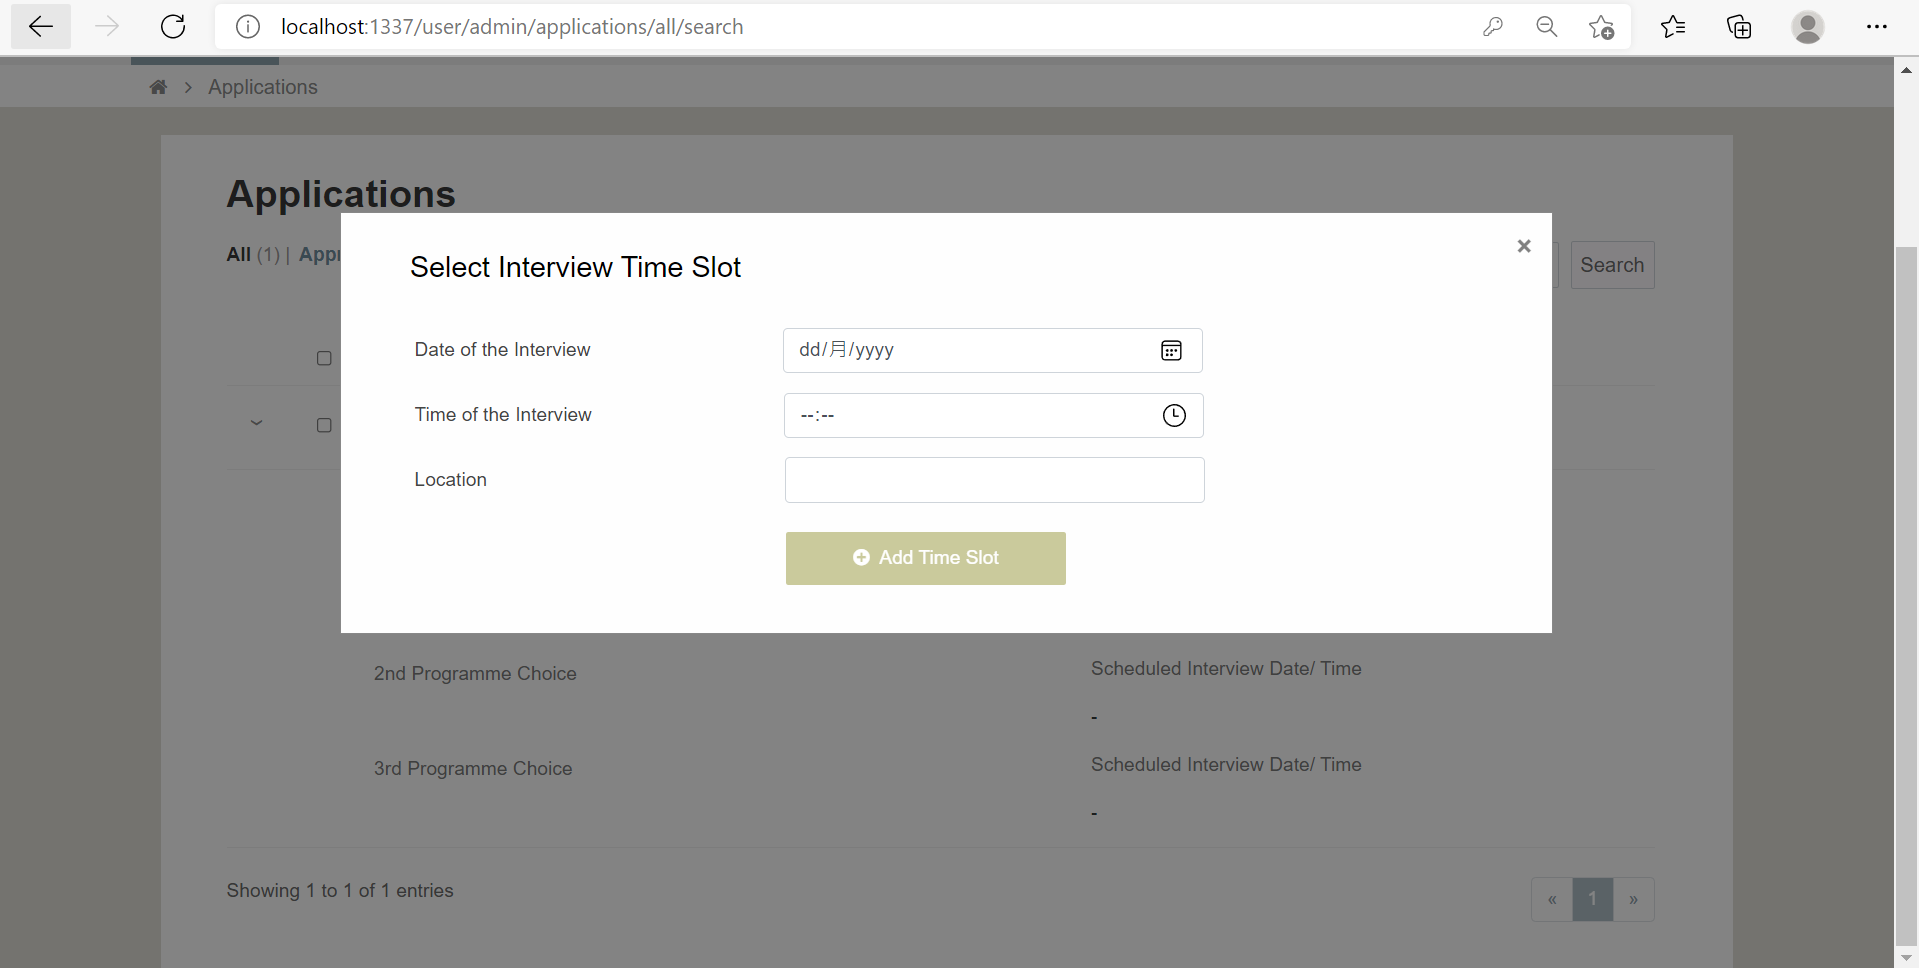 localhost:1337/user/admin/applications/all/search
> Applications
Applications
All (1) | Appr
Search
Select Interview Time Slot
×
Date of the Interview
dd/月/yyyy
Time of the Interview
--:--
Location
Add Time Slot
2nd Programme Choice
Scheduled Interview Date/ Time
-
3rd Programme Choice
Scheduled Interview Date/ Time
-
Showing 1 to 1 of 1 entries
« 1 »